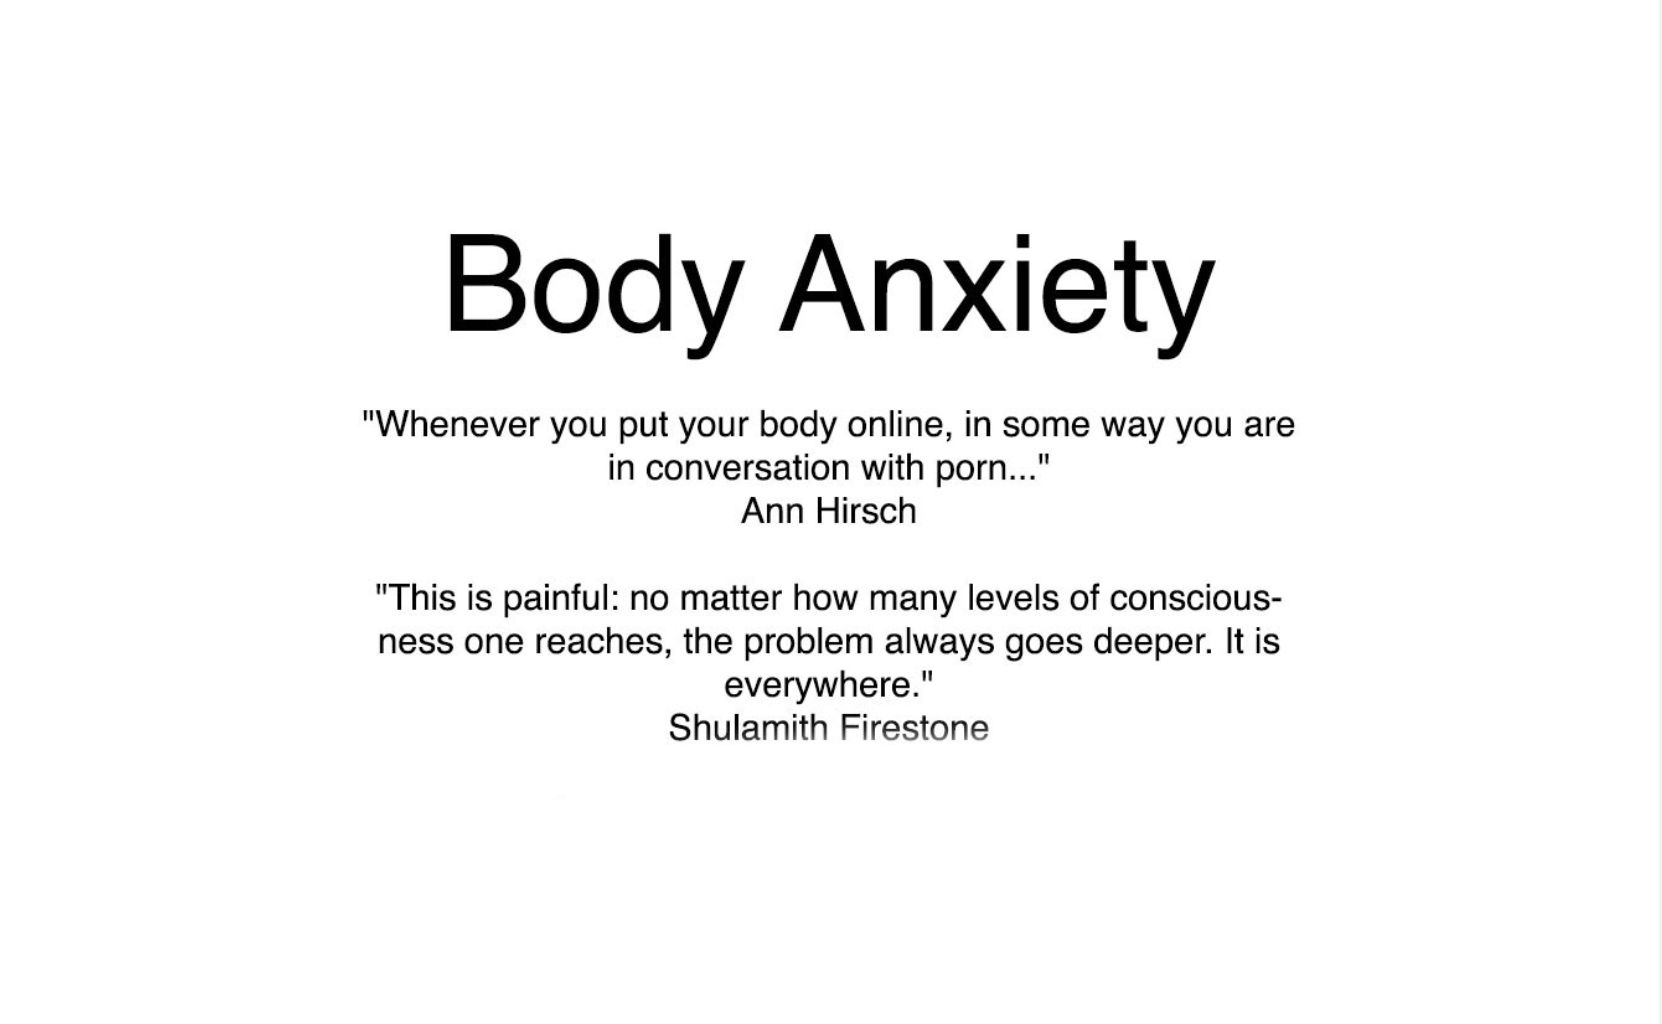 Body Anxiety
"Whenever you put your body online, in some way you are
in conversation with porn..."
Ann Hirsch
"This is painful: no matter how many levels of conscious-
ness one reaches, the problem always goes deeper. It is
everywhere."
Shulamith Firestone